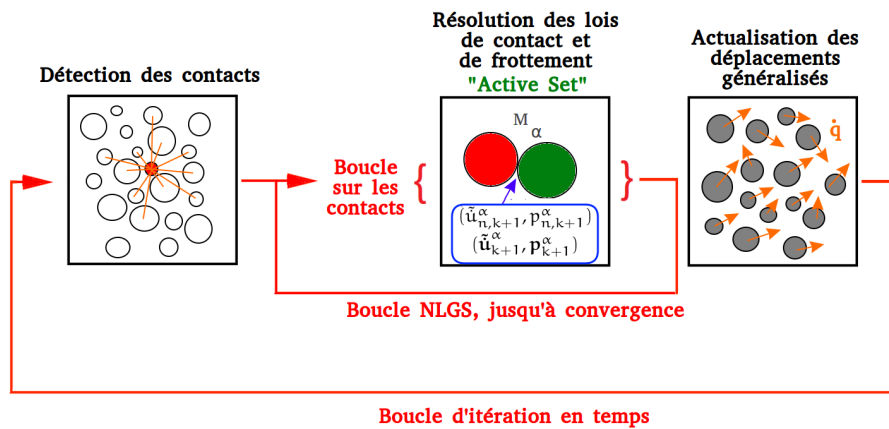 Détection des contacts
Résolution des lois
de contact et
de frottement
"Active Set"
Actualisation des
déplacements
généralisés
Boucle
sur les
contacts
{
M
α
}
(ũ^α_{n,k+1}, p^α_{n,k+1})
(ũ^α_{k+1}, p^α_{k+1})
q̇
Boucle NLGS, jusqu'à convergence
Boucle d'itération en temps